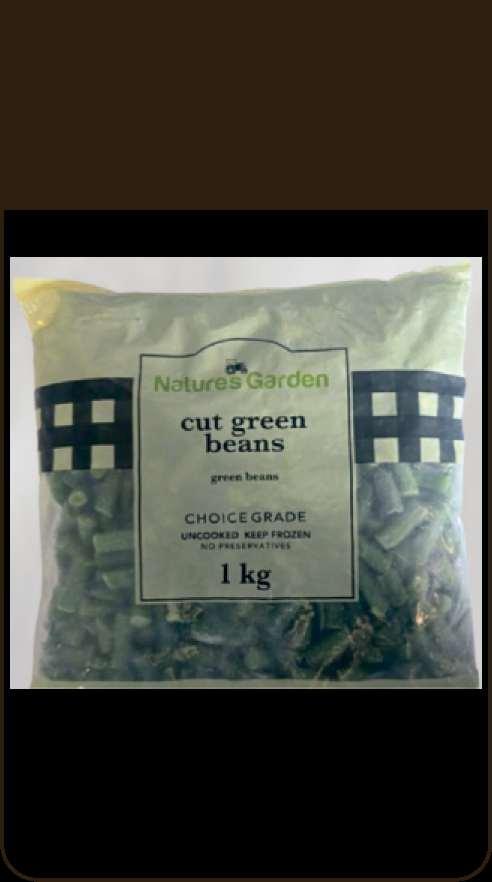 Natures Garden
cut green
beans
green beans
CHOICE GRADE
UNCOOKED KEEP FROZEN
NO PRESERVATIVES
1 kg